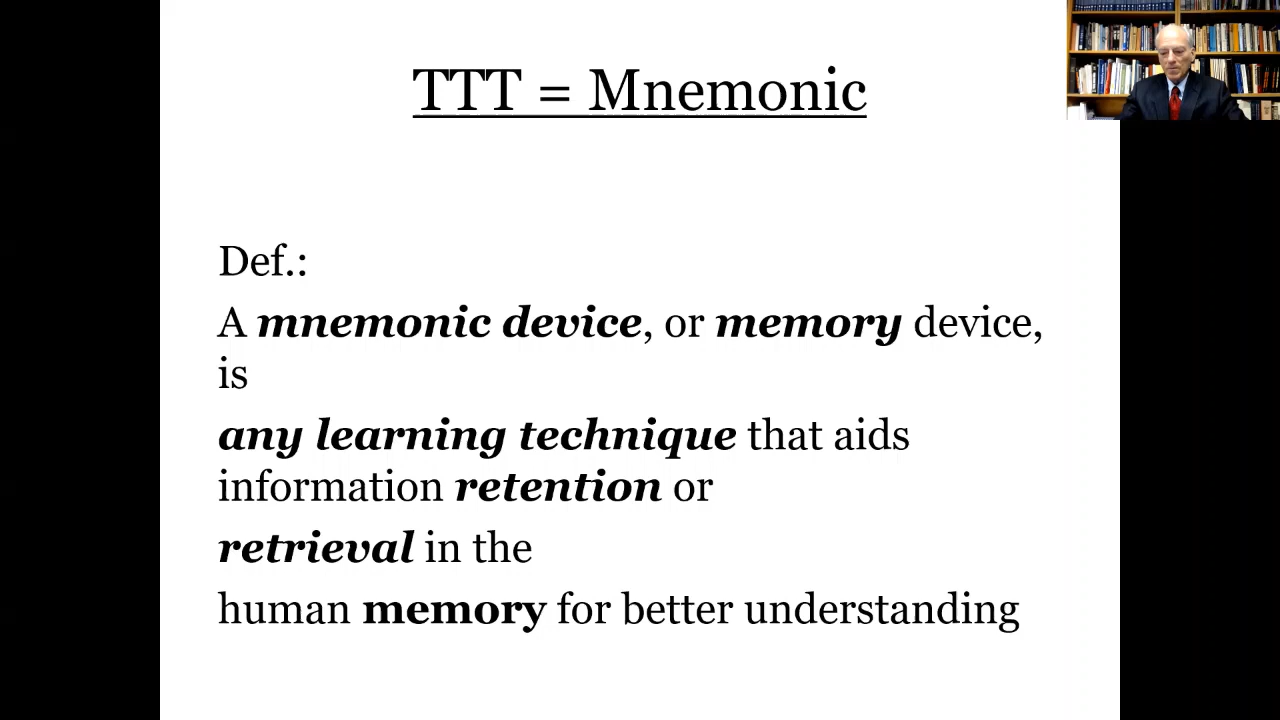 TTT = Mnemonic
Def.:
A mnemonic device, or memory device,
is
any learning technique that aids
information retention or
retrieval in the
human memory for better understanding